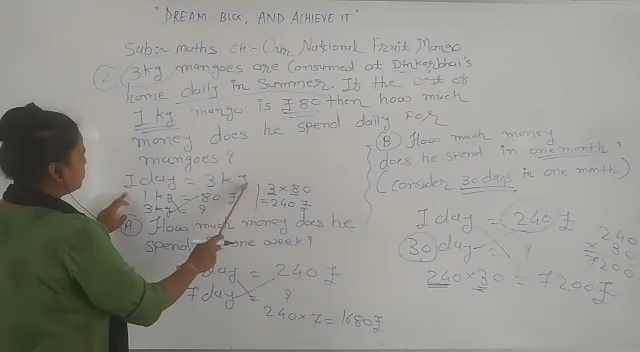 "DREAM BIG, AND ACHIEVE IT"
Sub:- maths CH- Our National Fruit Mango
② 3kg mangoes are consumed at Dinkarbhai's
home daily in summer. If the cost of
1 kg mango is ₹ 80 then how much
money does he spend daily for
mangoes?
1 day = 3 kg
1 kg = 80 ₹
3 kg = ?
3 × 80
= 240 ₹
Ⓐ How much money does he
spend one week?
day = 240 ₹
7 day = ?
240 × 7 = 1680 ₹
Ⓑ How much money
does he spend in one month?
(Consider 30 days in one month)
1 day = 240 ₹
30 day = ?
240 × 30 = 7200 ₹
240
× 30
7200